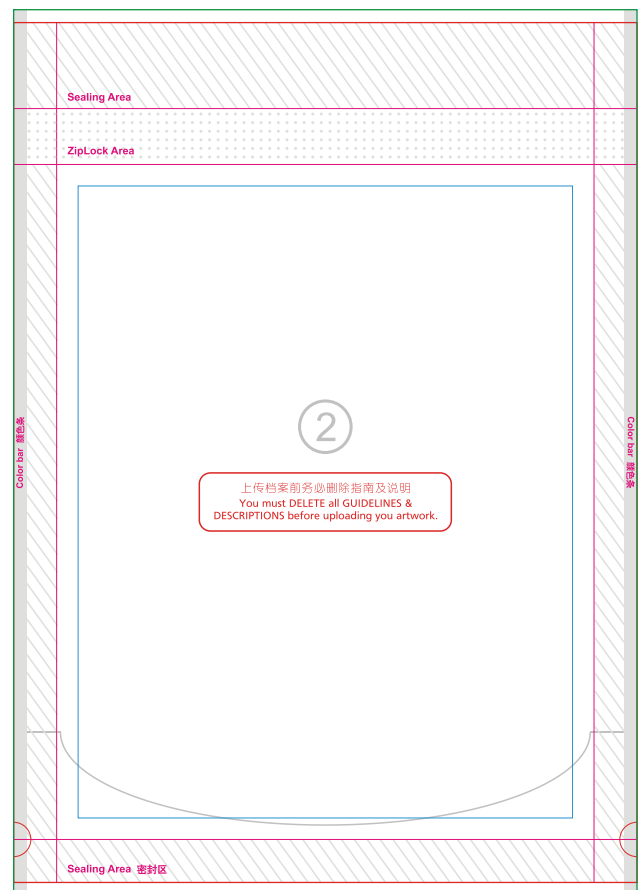 Sealing Area
ZipLock Area
2
Color bar 颜色条
Color bar 颜色条
上传档案前务必删除指南及说明
You must DELETE all GUIDELINES &
DESCRIPTIONS before uploading you artwork.
Sealing Area 密封区